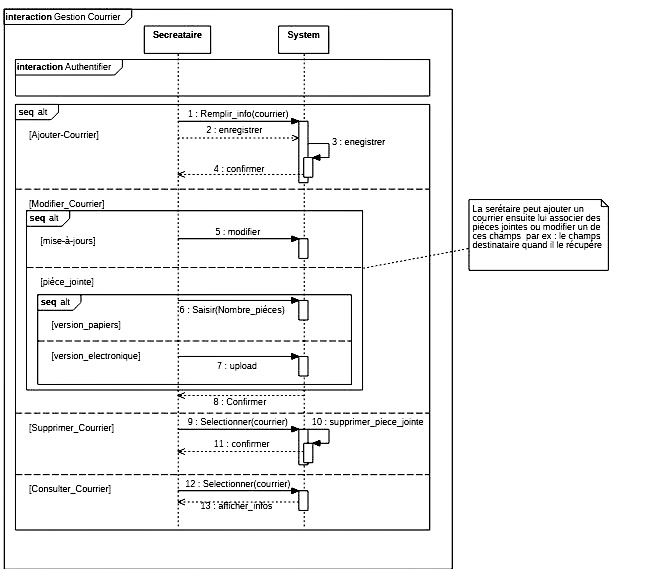 interaction Gestion Courrier
Secreataire
System
interaction Authentifier
seq alt
1 : Remplir_info(courrier)
[Ajouter-Courrier]
2 : enregistrer
3 : enegistrer
4 : confirmer
[Modifier_Courrier]
seq alt
5 : modifier
[mise-à-jours]
La serétaire peut ajouter un
courrier ensuite lui associer des
pièces jointes ou modifier un de
ces champs par ex : le champs
destinataire quand il le récupére
[piéce_jointe]
seq alt
6 : Saisir(Nombre_piéces)
[version_papiers]
[version_electronique]
7 : upload
8 : Confirmer
9 : Selectionner(courrier)
10 : supprimer_piece_jointe
[Supprimer_Courrier]
11 : confirmer
12 : Selectionner(courrier)
[Consulter_Courrier]
13 : afficher_infos